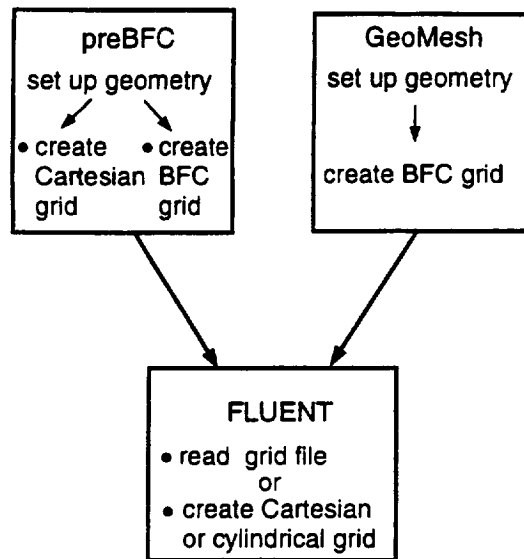 preBFC
set up geometry
• create
Cartesian
grid
• create
BFC
grid
GeoMesh
set up geometry
create BFC grid
FLUENT
• read grid file
or
• create Cartesian
or cylindrical grid